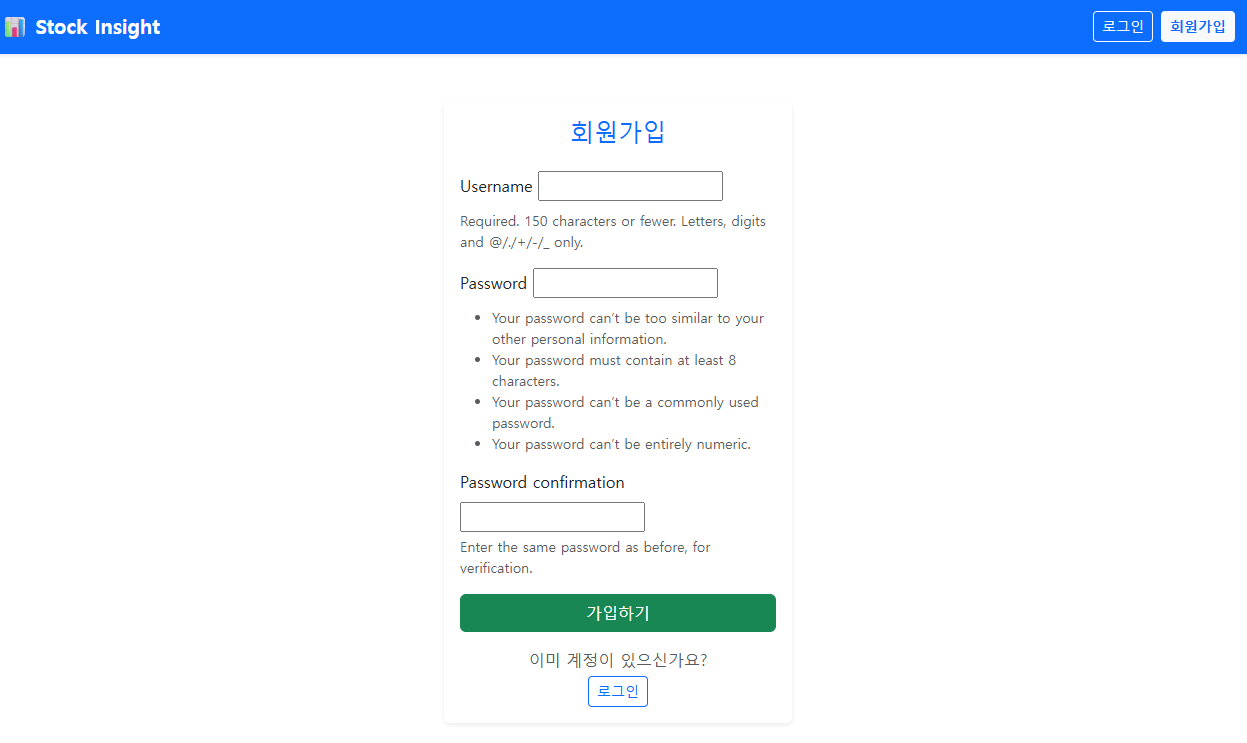 Stock Insight
로그인
회원가입
회원가입
Username
Required. 150 characters or fewer. Letters, digits
and @/./+/-/_ only.
Password
Your password can't be too similar to your
other personal information.
Your password must contain at least 8
characters.
Your password can't be a commonly used
password.
Your password can't be entirely numeric.
Password confirmation
Enter the same password as before, for
verification.
가입하기
이미 계정이 있으신가요?
로그인